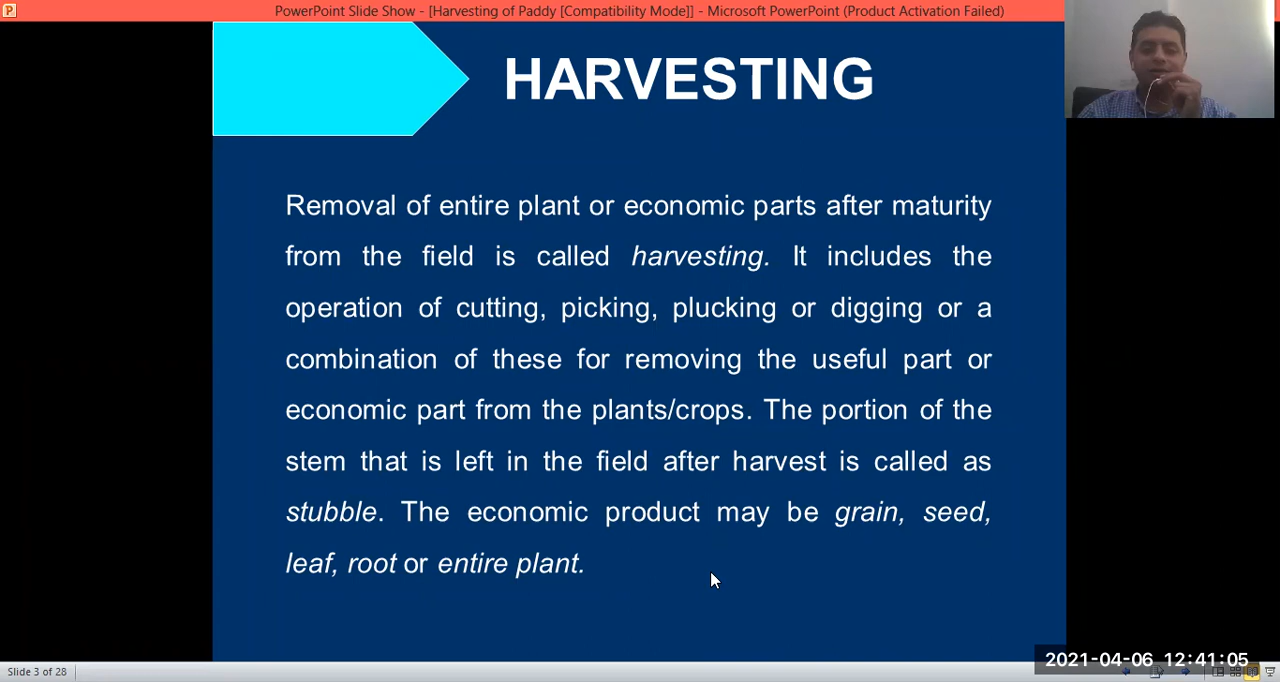 PowerPoint Slide Show - [Harvesting of Paddy [Compatibility Mode]] - Microsoft PowerPoint (Product Activation Failed)
HARVESTING
Removal of entire plant or economic parts after maturity
from the field is called harvesting. It includes the
operation of cutting, picking, plucking or digging or a
combination of these for removing the useful part or
economic part from the plants/crops. The portion of the
stem that is left in the field after harvest is called as
stubble. The economic product may be grain, seed,
leaf, root or entire plant.
Slide 3 of 28
2021-04-06 12:41:05